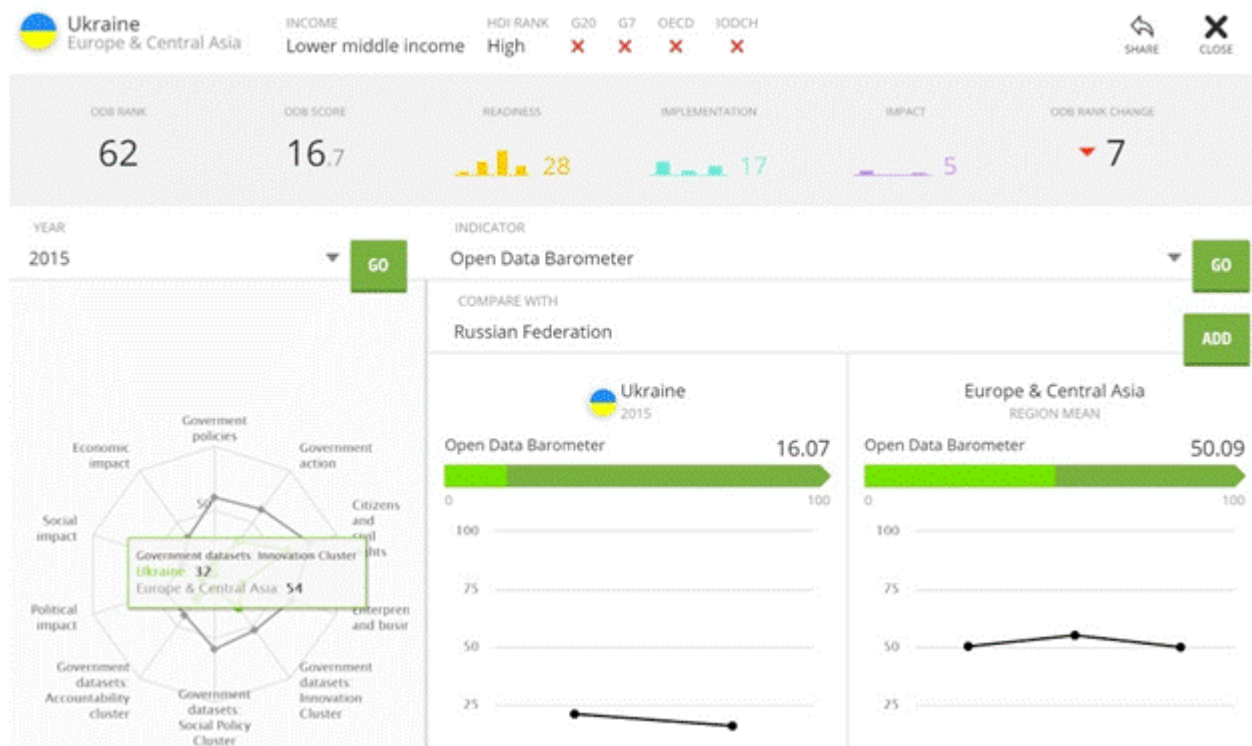 Ukraine
Europe & Central Asia
INCOME
Lower middle income
HDI RANK
High
G20
G7
OECD
IODCH
SHARE
CLOSE
ODB RANK
62
ODB SCORE
16.7
READINESS
28
IMPLEMENTATION
17
IMPACT
5
ODB RANK CHANGE
7
YEAR
2015
GO
INDICATOR
Open Data Barometer
GO
COMPARE WITH
Russian Federation
ADD
Goverment
policies
Government
action
Citizens
and
civil
hts
Enterpren
and busir
Government
datasets:
Innovation
Cluster
Government
datasets:
Social Policy
Cluster
Government
datasets:
Accountability
cluster
Political
impact
Social
impact
Economic
impact
50
Government datasets: Innovation Cluster
Ukraine: 32
Europe & Central Asia: 54
Ukraine
2015
Open Data Barometer 16.07
0 100
100
75
50
25
Europe & Central Asia
REGION MEAN
Open Data Barometer 50.09
0 100
100
75
50
25